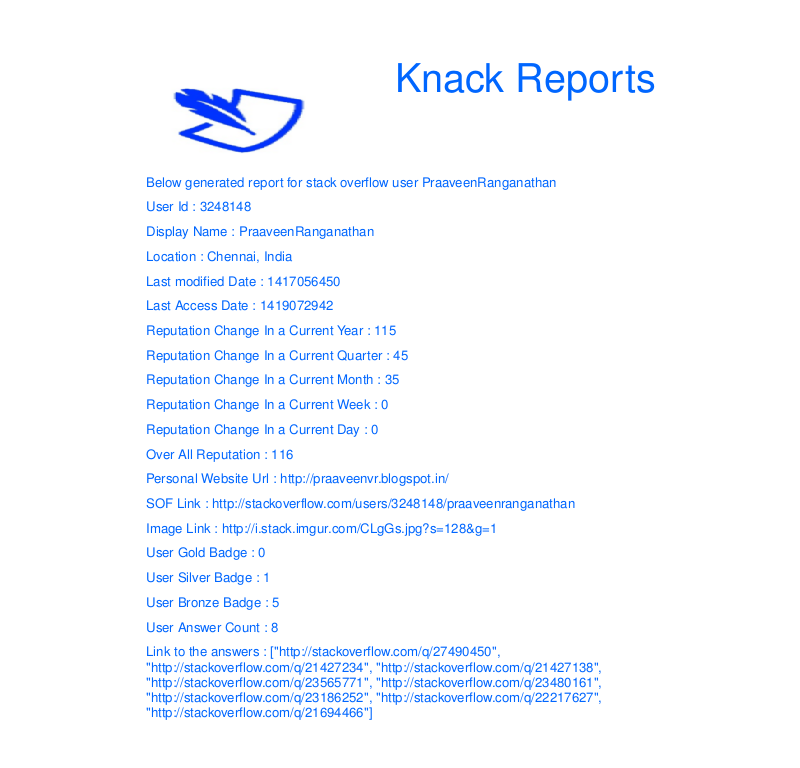 Knack Reports
Below generated report for stack overflow user PraaveenRanganathan
User Id : 3248148
Display Name : PraaveenRanganathan
Location : Chennai, India
Last modified Date : 1417056450
Last Access Date : 1419072942
Reputation Change In a Current Year : 115
Reputation Change In a Current Quarter : 45
Reputation Change In a Current Month : 35
Reputation Change In a Current Week : 0
Reputation Change In a Current Day : 0
Over All Reputation : 116
Personal Website Url : http://praaveenvr.blogspot.in/
SOF Link : http://stackoverflow.com/users/3248148/praaveenranganathan
Image Link : http://i.stack.imgur.com/CLgGs.jpg?s=128&g=1
User Gold Badge : 0
User Silver Badge : 1
User Bronze Badge : 5
User Answer Count : 8
Link to the answers : ["http://stackoverflow.com/q/27490450",
"http://stackoverflow.com/q/21427234", "http://stackoverflow.com/q/21427138",
"http://stackoverflow.com/q/23565771", "http://stackoverflow.com/q/23480161",
"http://stackoverflow.com/q/23186252", "http://stackoverflow.com/q/22217627",
"http://stackoverflow.com/q/21694466"]